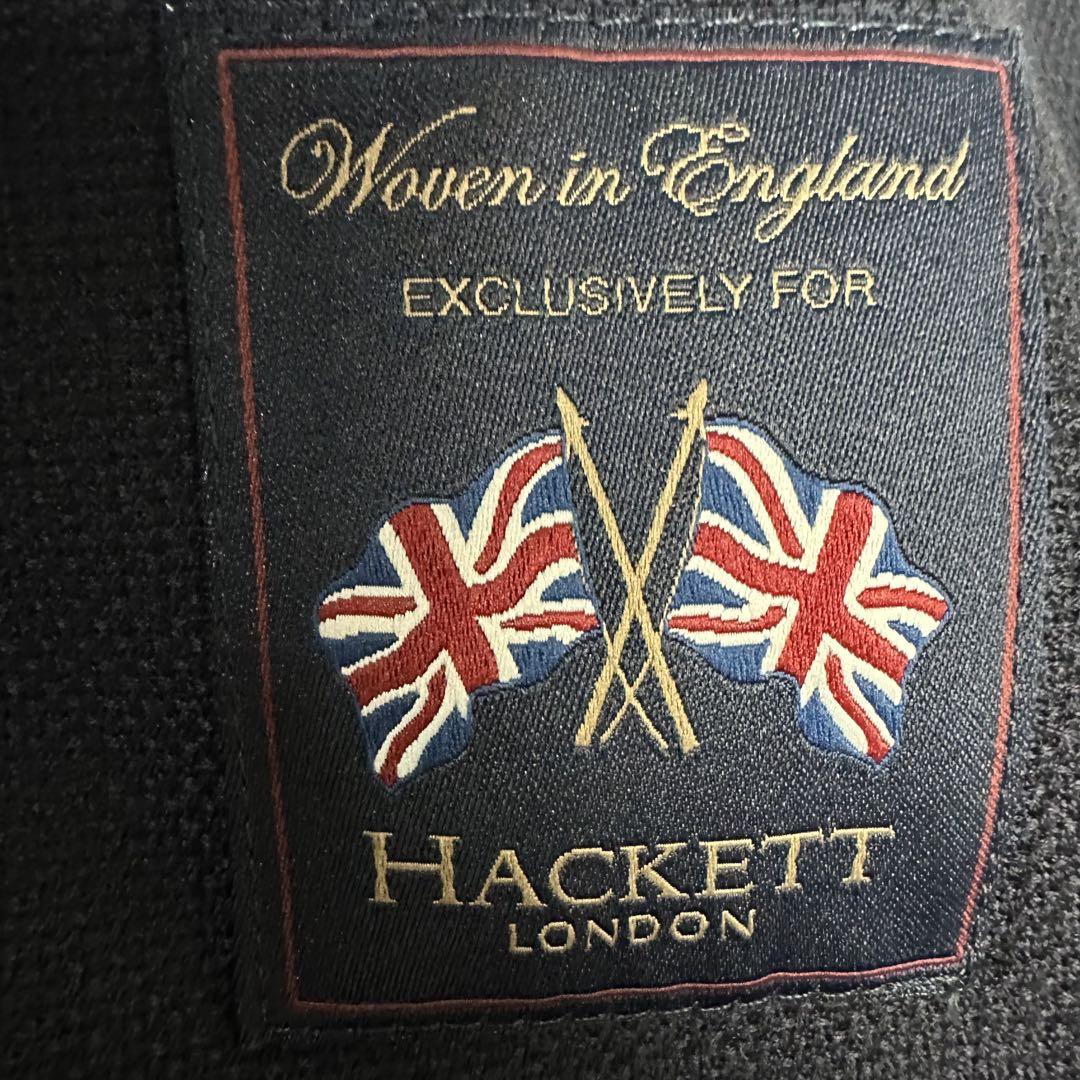 Woven in England
EXCLUSIVELY FOR
HACKETT
LONDON